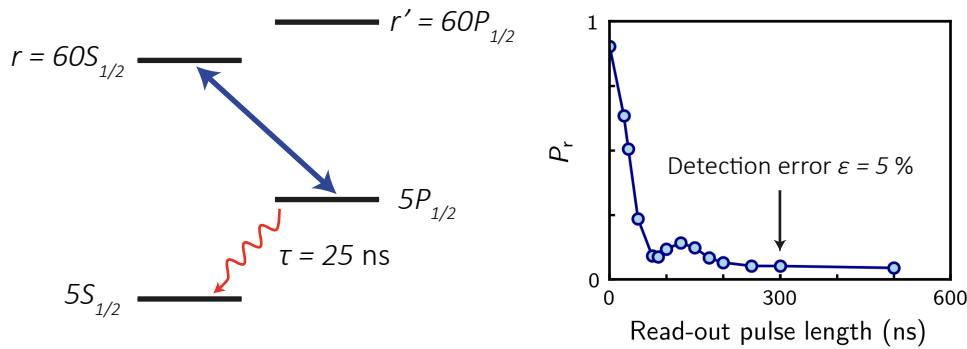 r' = 60P1/2
r = 60S1/2
5P1/2
τ = 25 ns
5S1/2
1
Pr
0
Detection error ε = 5 %
0
300
600
Read-out pulse length (ns)